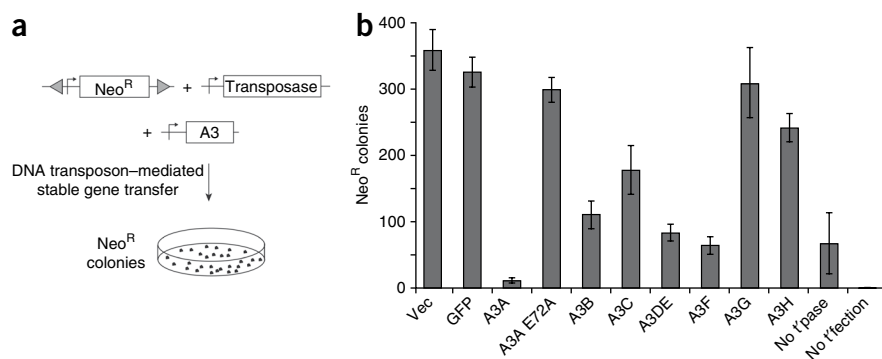 a
Neo^R
+
Transposase
+
A3
DNA transposon–mediated
stable gene transfer
Neo^R
colonies
b
Neo^R colonies
400
300
200
100
0
Vec
GFP
A3A
A3A E72A
A3B
A3C
A3DE
A3F
A3G
A3H
No t'pase
No t'fection